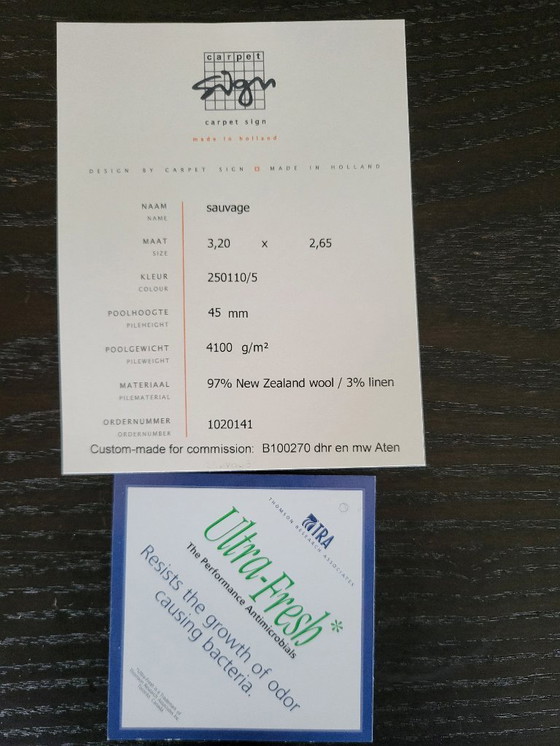 carpet
sign
carpet sign
made in holland
DESIGN BY CARPET SIGN MADE IN HOLLAND
NAAM sauvage
NAME
MAAT 3,20 x 2,65
SIZE
KLEUR 250110/5
COLOUR
POOLHOOGTE 45 mm
PILEHEIGHT
POOLGEWICHT 4100 g/m²
PILEWEIGHT
MATERIAAL 97% New Zealand wool / 3% linen
PILEMATERIAL
ORDERNUMMER 1020141
ORDERNUMBER
Custom-made for commission: B100270 dhr en mw Aten
TRA
THOMSON RESEARCH ASSOCIATES
Ultra-Fresh*
The Performance Antimicrobials
Resists the growth of odor
causing bacteria.